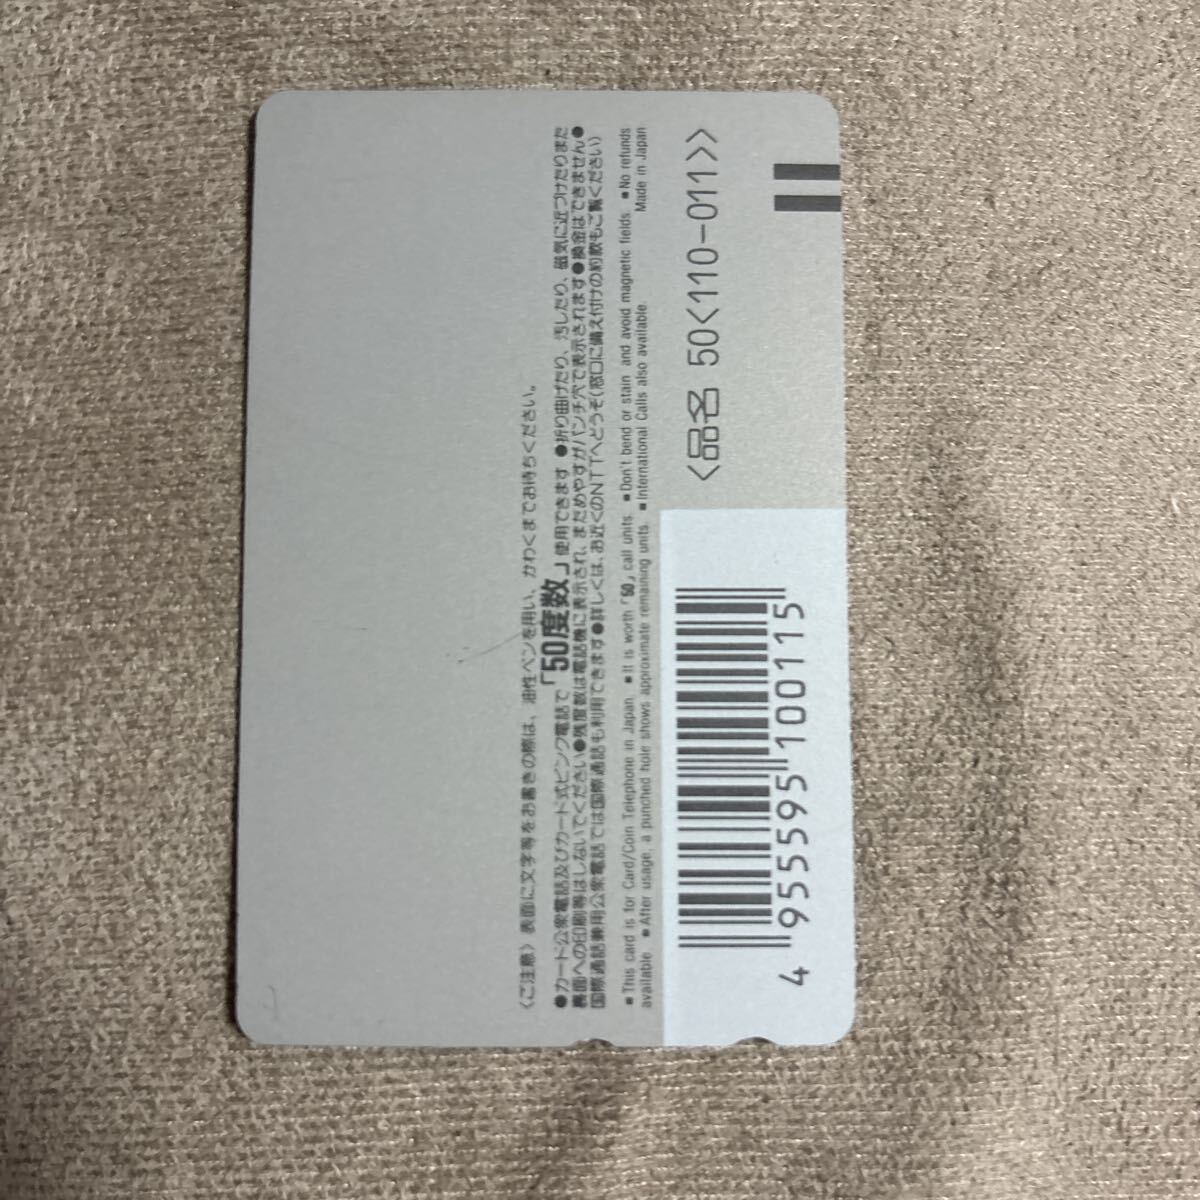 〈ご注意〉表面に文字等をお書きの際は、油性ペンを用い、かわくまでお待ちください。
●カード公衆電話及びカード式ピンク電話で「50度数」使用できます ●折り曲げたり、汚したり、磁気に近づけたりまた
裏面への印刷等はしないでください●残度数は電話機に表示され、まためやすがパンチ穴で表示されます●換金はできません●
国際通話兼用公衆電話では国際通話も利用できます●詳しくは、お近くのNTTへどうぞ(窓口に備え付けの約款もご覧ください)
■This card is for Card/Coin Telephone in Japan. ■It is worth「50」call units. ■Don't bend or stain and avoid magnetic fields. ■No refunds
available. ■After usage, a punched hole shows approximate remaining units. ■International Calls also available. Made in Japan
〈品名 50〈110-011〉〉
4 955595 100115